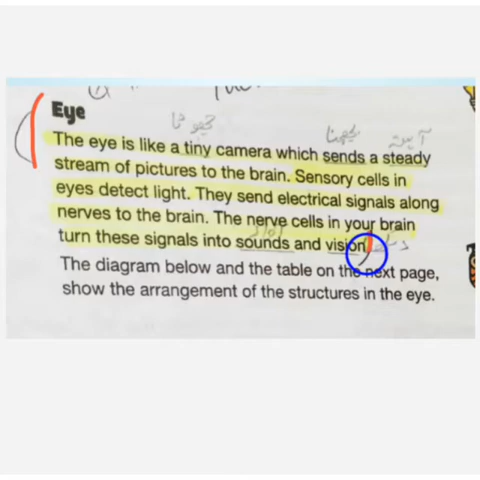 Eye
The eye is like a tiny camera which sends a steady
stream of pictures to the brain. Sensory cells in
eyes detect light. They send electrical signals along
nerves to the brain. The nerve cells in your brain
turn these signals into sounds and vision.
The diagram below and the table on the next page,
show the arrangement of the structures in the eye.